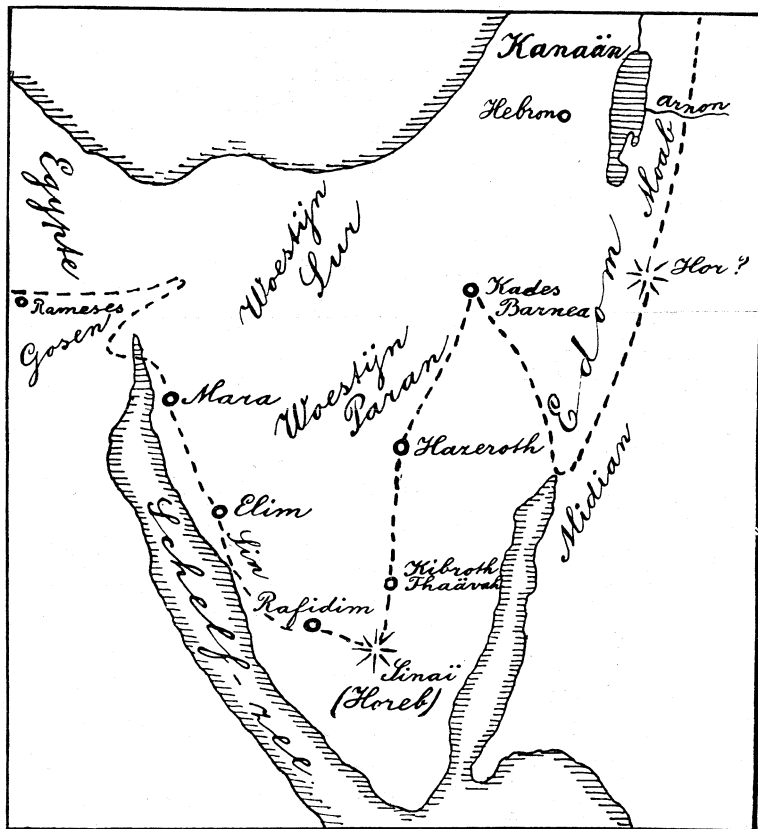 Kanaän
Hebron
arnon
Moab
Egypte
Woestijn
Sur
Hor?
Kades
Barnea
Rameses
Gosen
Edom
Woestijn
Paran
Mara
Hazeroth
Midian
Elim
Sin
Schelf-zee
Kibroth
Thaävah
Rafidim
Sinaï
(Horeb)